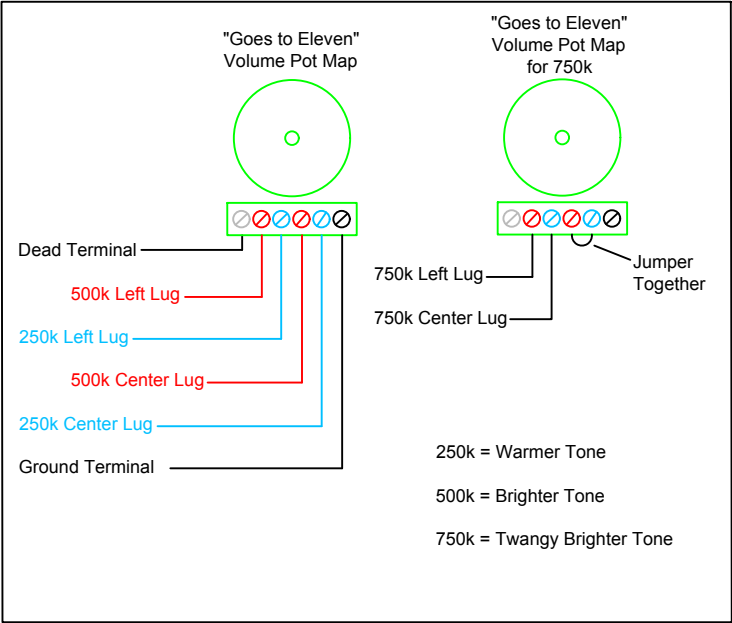 "Goes to Eleven"
Volume Pot Map
Dead Terminal
500k Left Lug
250k Left Lug
500k Center Lug
250k Center Lug
Ground Terminal
"Goes to Eleven"
Volume Pot Map
for 750k
750k Left Lug
750k Center Lug
Jumper
Together
250k = Warmer Tone
500k = Brighter Tone
750k = Twangy Brighter Tone